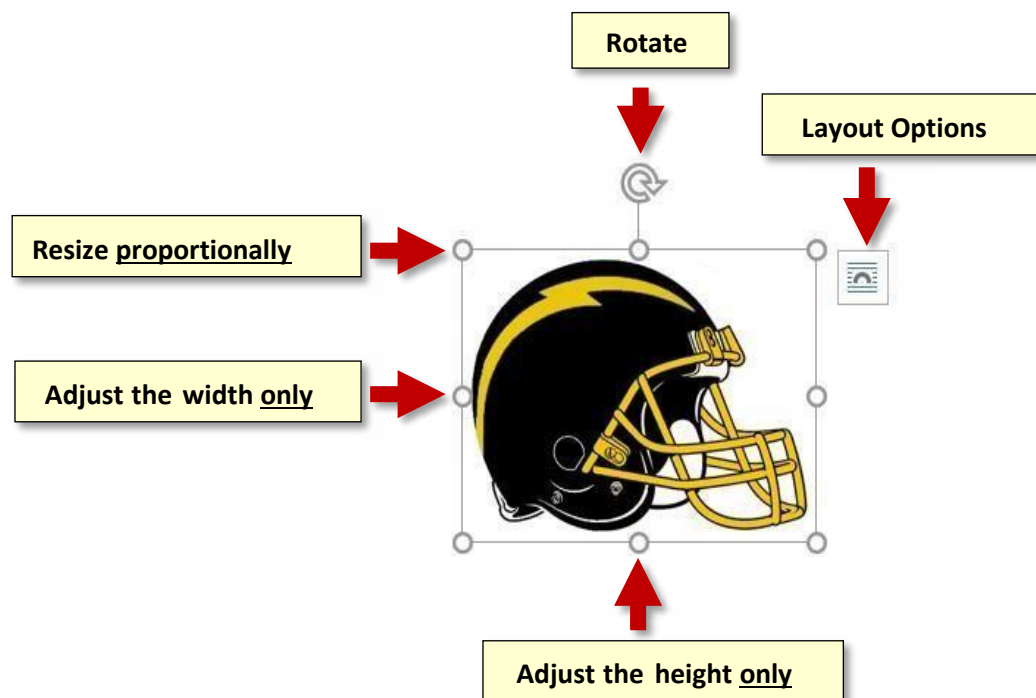 Rotate
Layout Options
Resize proportionally
Adjust the width only
Adjust the height only